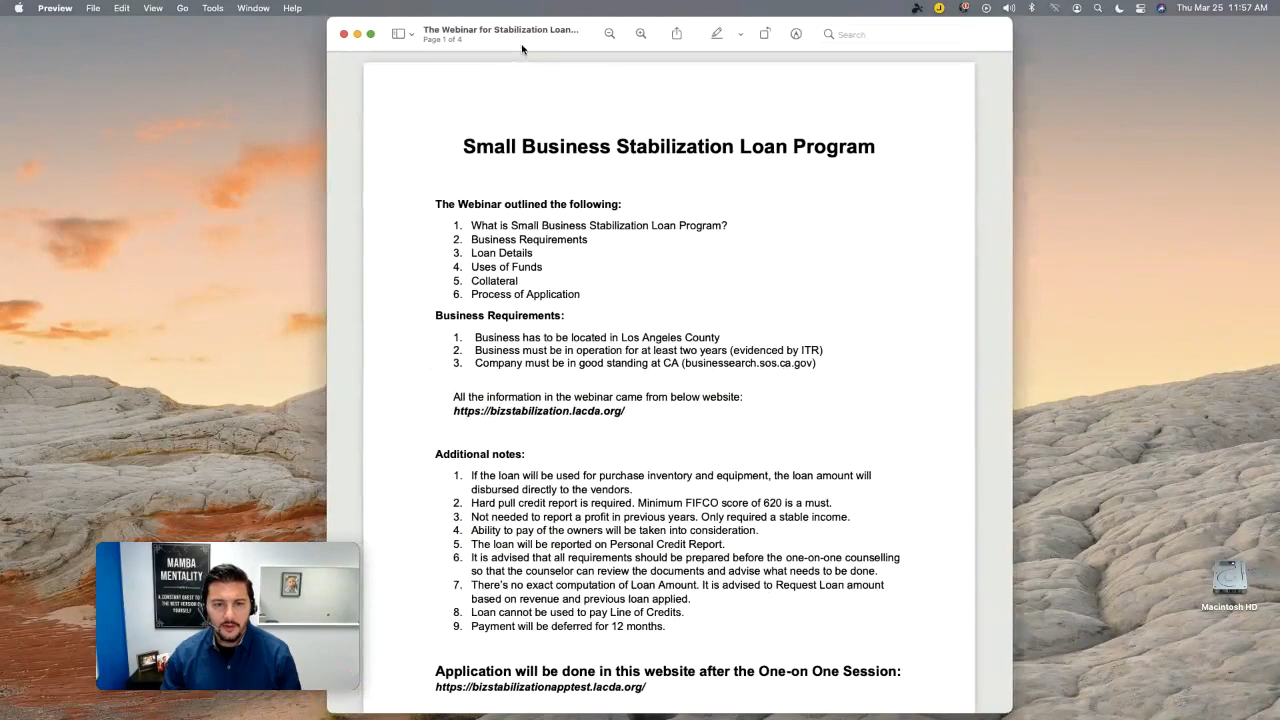 Preview File Edit View Go Tools Window Help
Thu Mar 25 11:57 AM
The Webinar for Stabilization Loan...
Page 1 of 4
Search
Small Business Stabilization Loan Program
The Webinar outlined the following:
1. What is Small Business Stabilization Loan Program?
2. Business Requirements
3. Loan Details
4. Uses of Funds
5. Collateral
6. Process of Application
Business Requirements:
1. Business has to be located in Los Angeles County
2. Business must be in operation for at least two years (evidenced by ITR)
3. Company must be in good standing at CA (businessearch.sos.ca.gov)
All the information in the webinar came from below website:
https://bizstabilization.lacda.org/
Additional notes:
1. If the loan will be used for purchase inventory and equipment, the loan amount will
disbursed directly to the vendors.
2. Hard pull credit report is required. Minimum FIFCO score of 620 is a must.
3. Not needed to report a profit in previous years. Only required a stable income.
4. Ability to pay of the owners will be taken into consideration.
5. The loan will be reported on Personal Credit Report.
6. It is advised that all requirements should be prepared before the one-on-one counselling
so that the counselor can review the documents and advise what needs to be done.
7. There's no exact computation of Loan Amount. It is advised to Request Loan amount
based on revenue and previous loan applied.
8. Loan cannot be used to pay Line of Credits.
9. Payment will be deferred for 12 months.
Application will be done in this website after the One-on One Session:
https://bizstabilizationapptest.lacda.org/
MAMBA
MENTALITY
A CONSTANT QUEST TO
THE BEST VERSION
YOURSELF
Macintosh HD